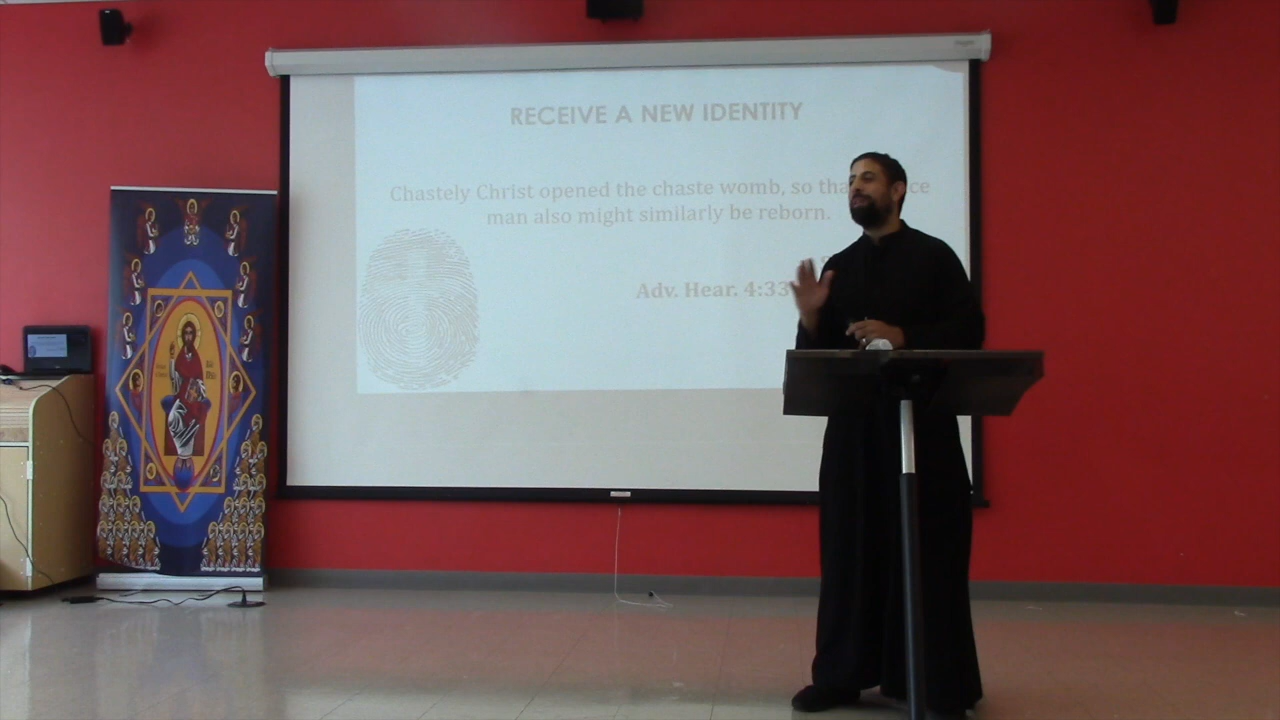 RECEIVE A NEW IDENTITY
Chastely Christ opened the chaste womb, so
man also might similarly be reborn.
Adv. Hear. 4:33